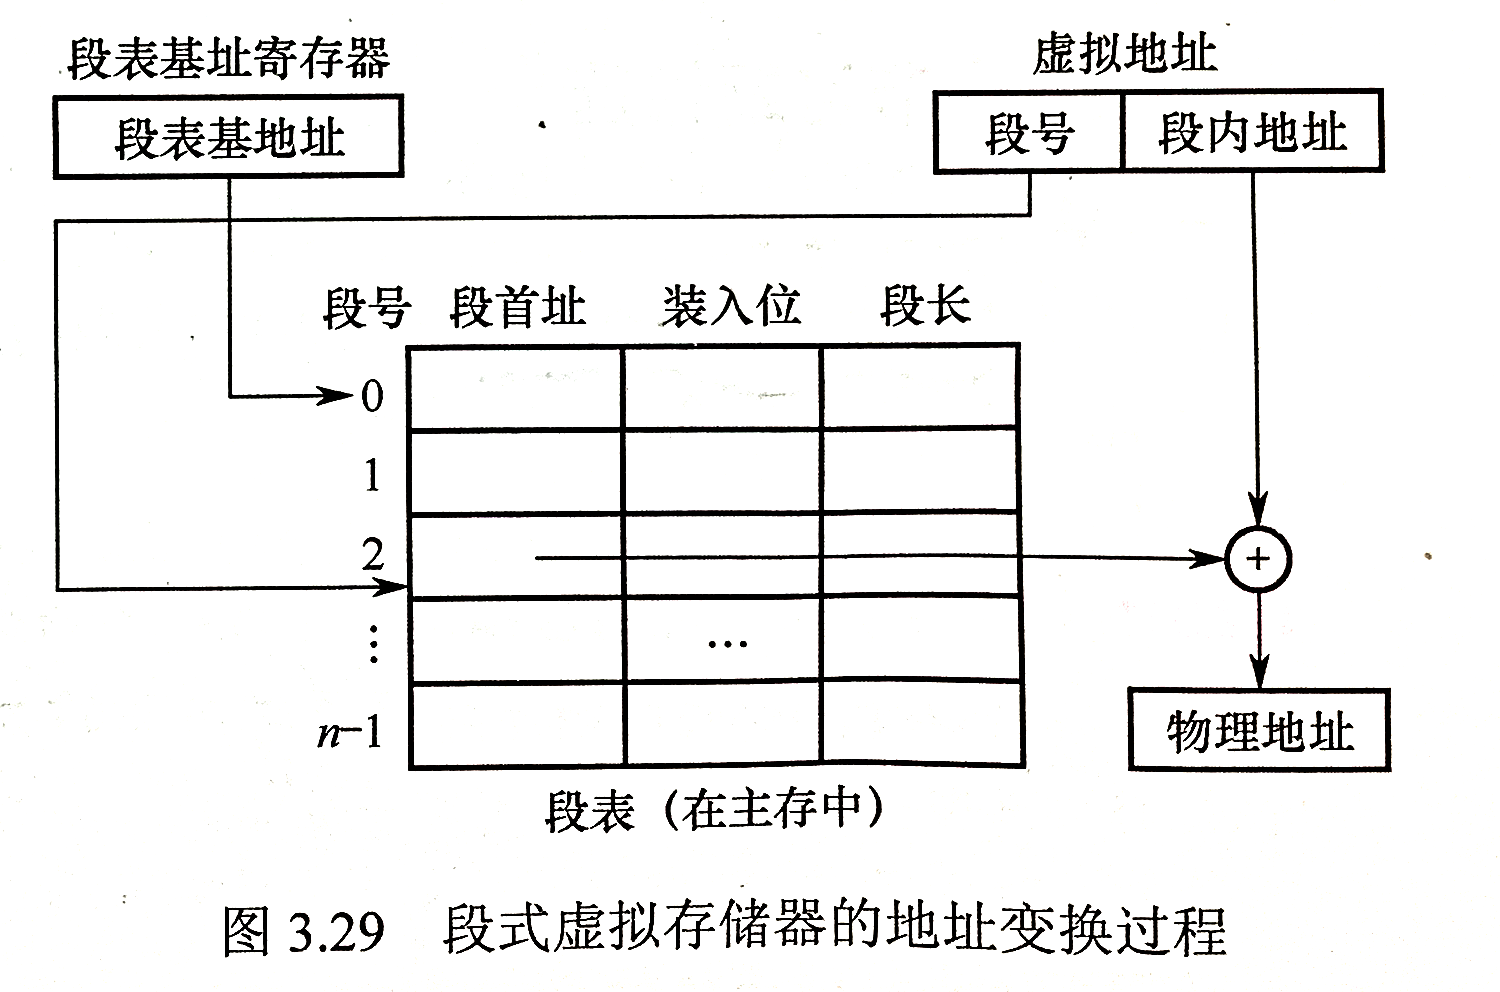 段表基址寄存器
虚拟地址
段表基地址
段号 段内地址
段号 段首址 装入位 段长
0
1
2
+
⋮ …
n-1
物理地址
段表（在主存中）
图 3.29 段式虚拟存储器的地址变换过程